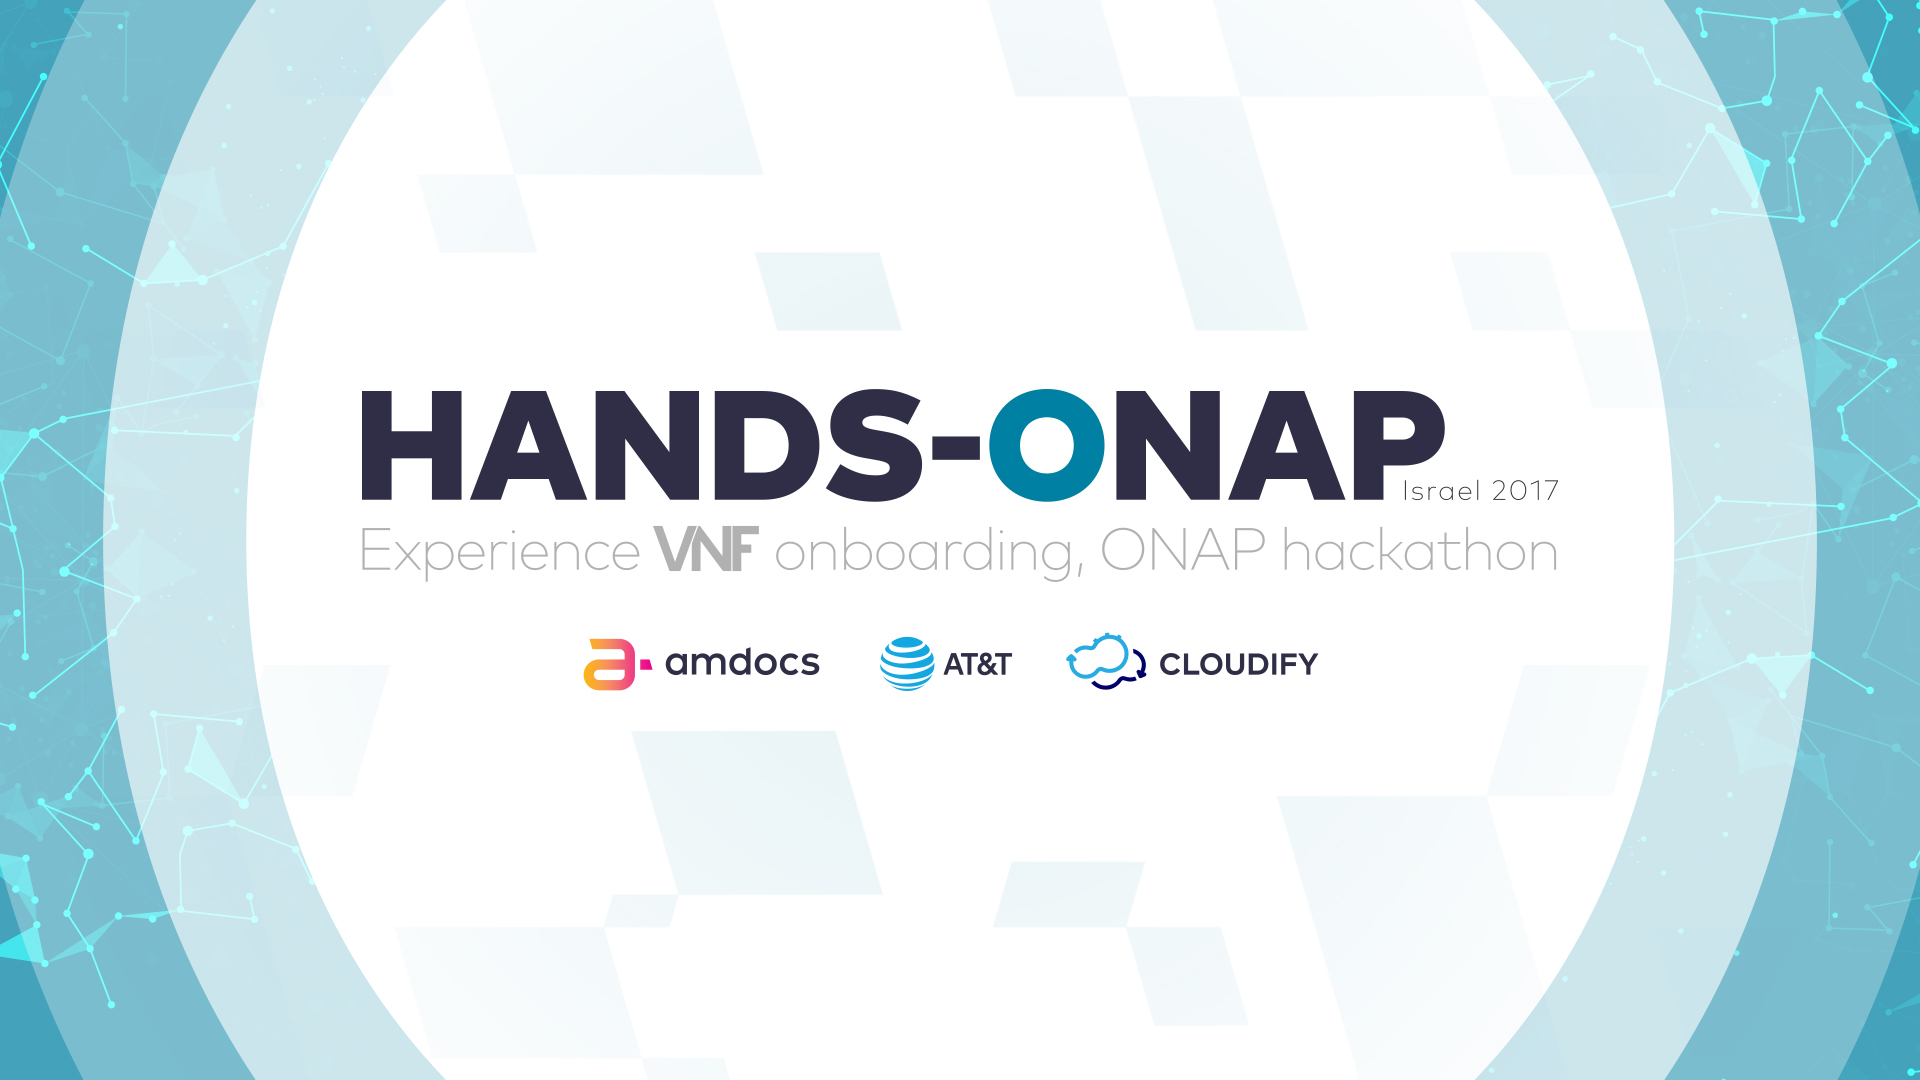 HANDS-ONAP
Israel 2017
Experience VNF onboarding, ONAP hackathon
amdocs AT&T CLOUDIFY